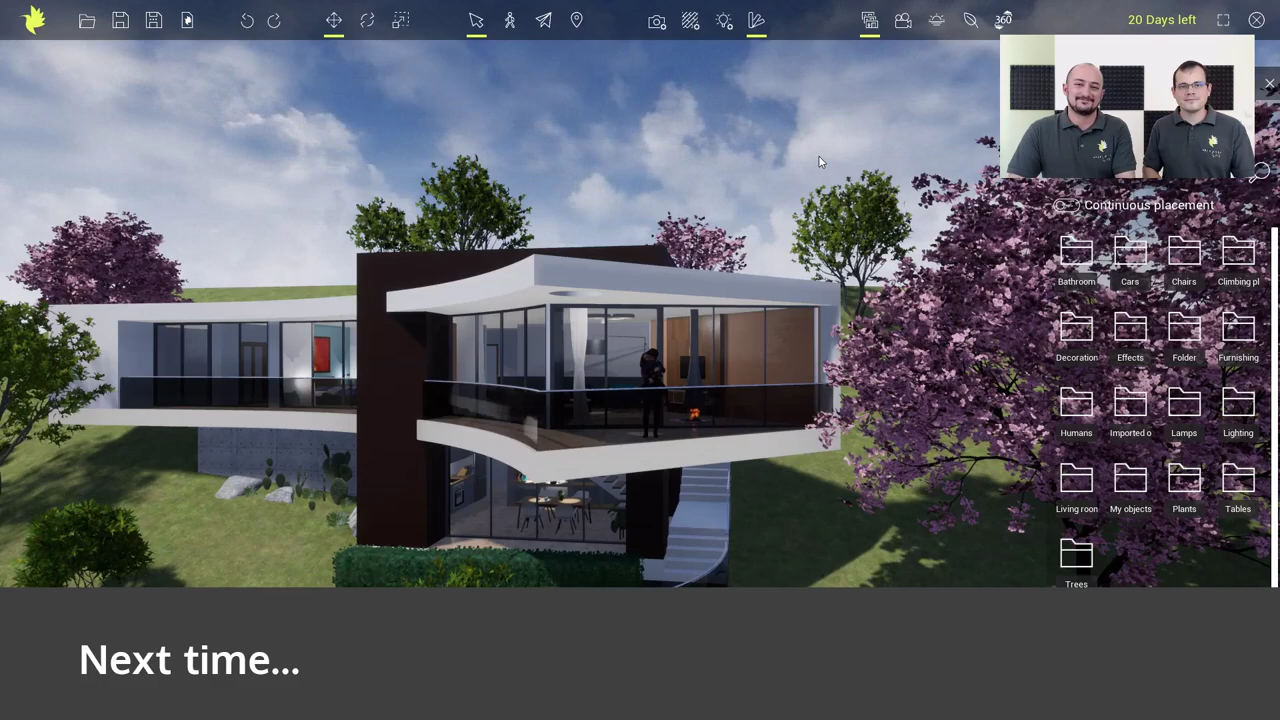 360
20 Days left
Continuous placement
Bathroom Cars Chairs Climbing pl
Decoration Effects Folder Furnishing
Humans Imported o Lamps Lighting
Living room My objects Plants Tables
Trees
Next time...